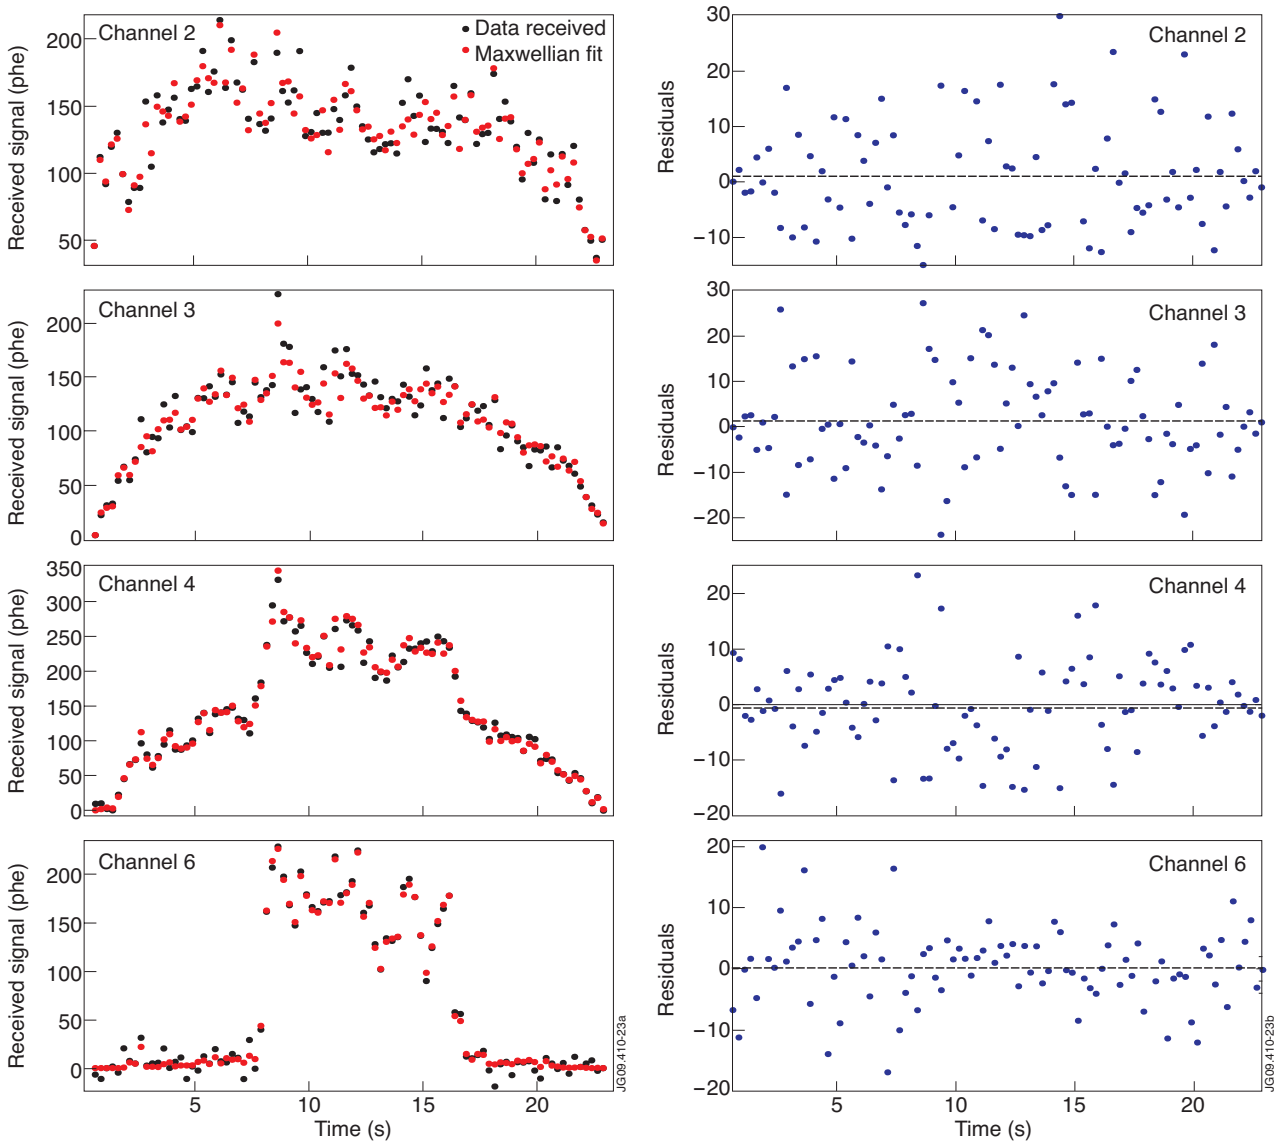 Channel 2
Data received
Maxwellian fit
Received signal (phe)
200
150
100
50
Channel 2
Residuals
30
20
10
0
−10
Channel 3
Received signal (phe)
200
150
100
50
0
Channel 3
Residuals
30
20
10
0
−10
−20
Channel 4
Received signal (phe)
350
300
250
200
150
100
50
0
Channel 4
Residuals
20
10
0
−10
−20
Channel 6
Received signal (phe)
200
150
100
50
0
5
10
15
20
Time (s)
JG09.410-23a
Channel 6
Residuals
20
10
0
−10
−20
5
10
15
20
Time (s)
JG09.410-23b